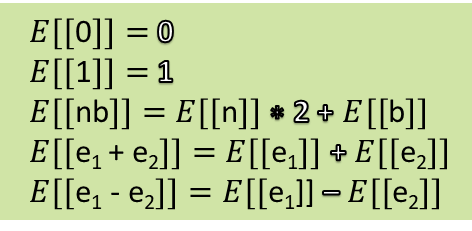 E[[0]] = 0
E[[1]] = 1
E[[nb]] = E[[n]] * 2 + E[[b]]
E[[e₁ + e₂]] = E[[e₁]] + E[[e₂]]
E[[e₁ - e₂]] = E[[e₁]] − E[[e₂]]